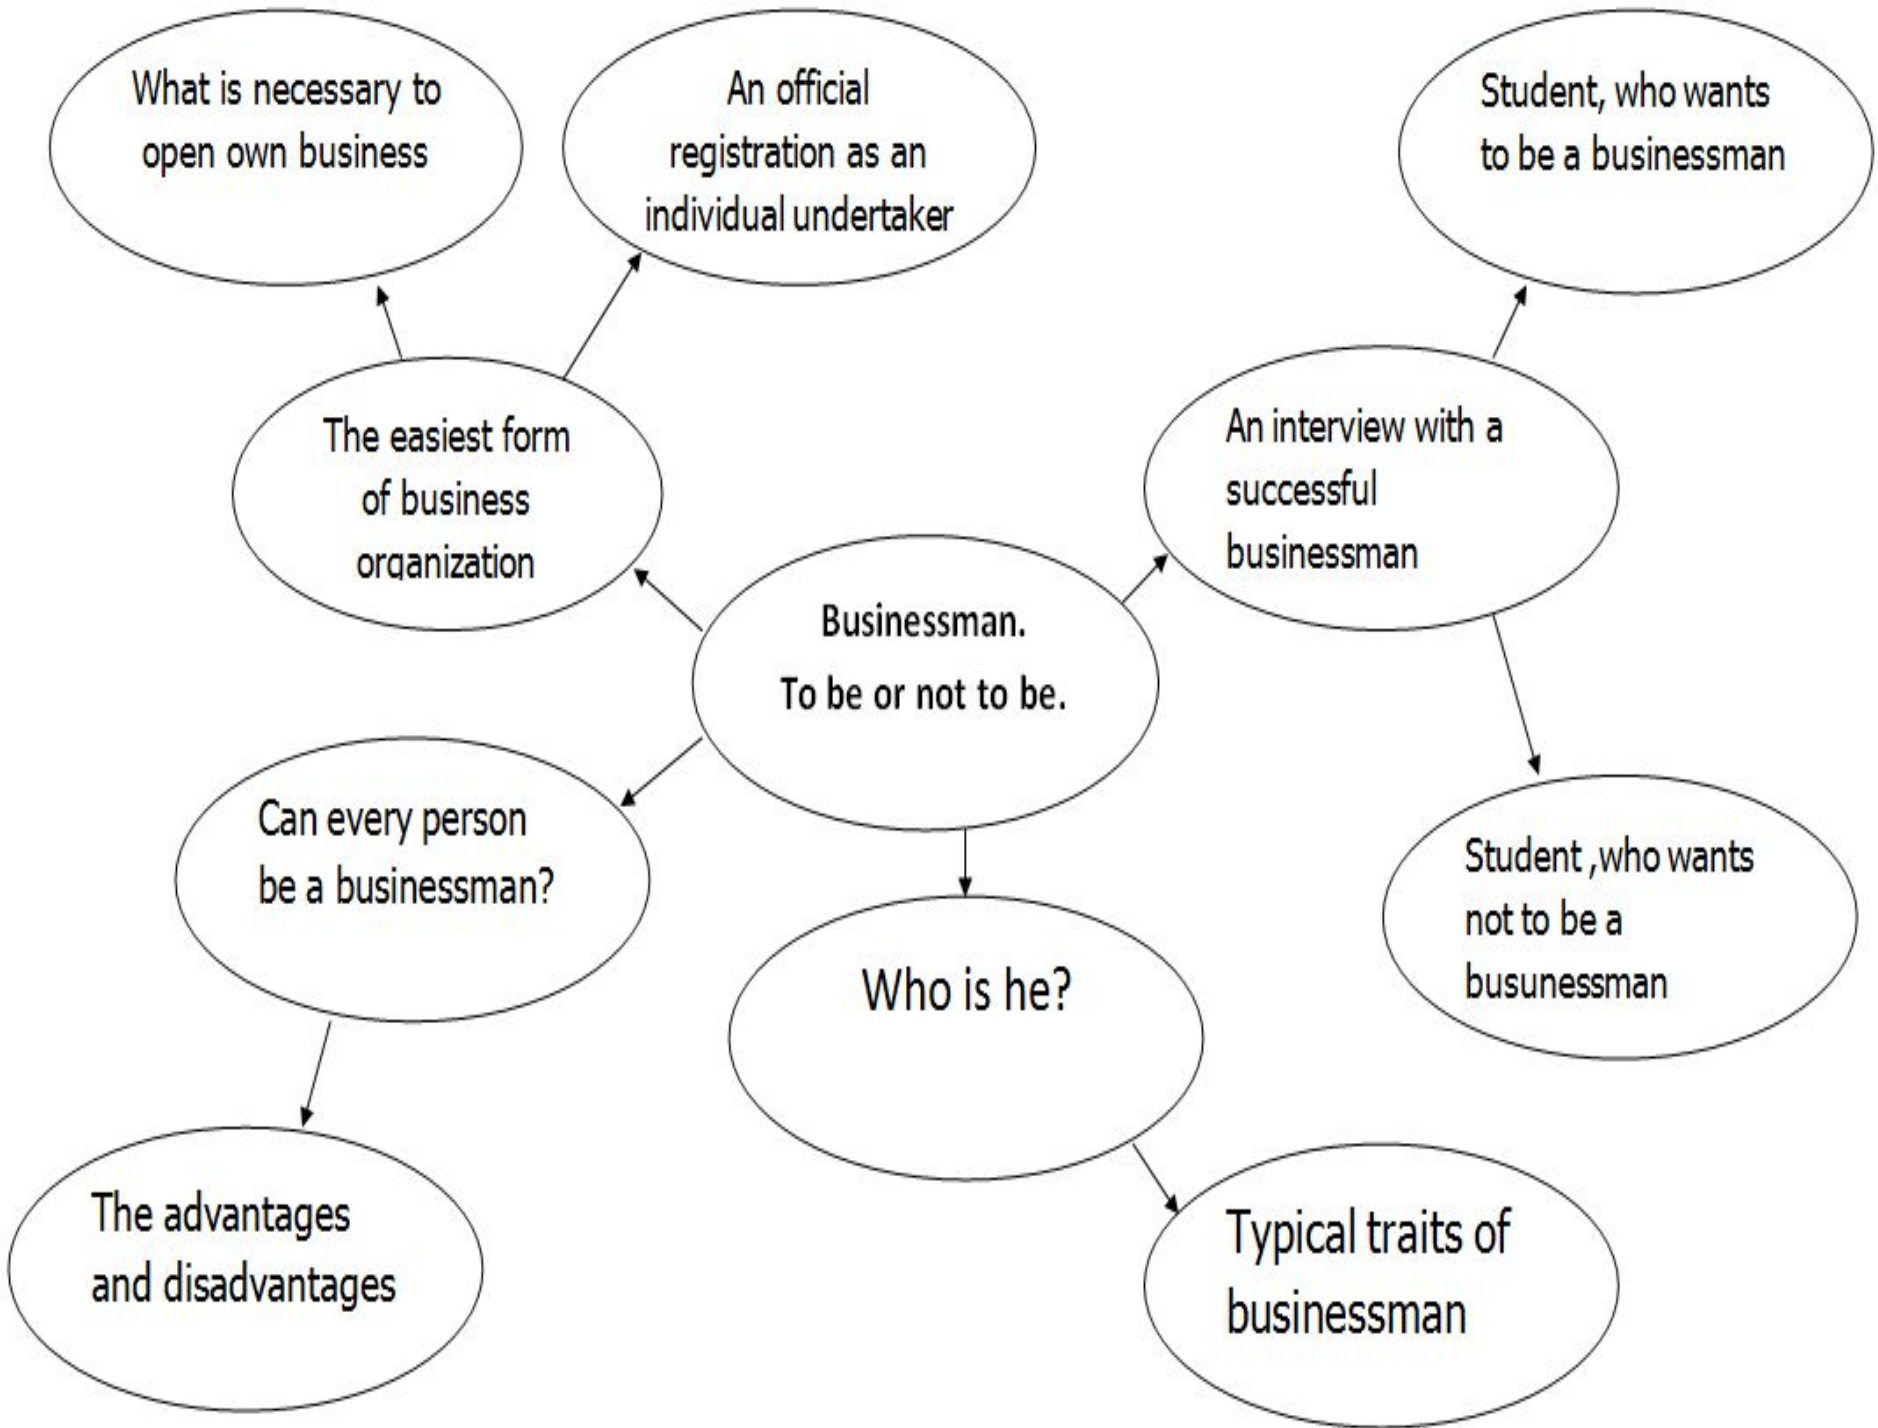 What is necessary to
open own business
An official
registration as an
individual undertaker
Student, who wants
to be a businessman
The easiest form
of business
organization
An interview with a
successful
businessman
Businessman.
To be or not to be.
Can every person
be a businessman?
Who is he?
Student ,who wants
not to be a
busunessman
The advantages
and disadvantages
Typical traits of
businessman